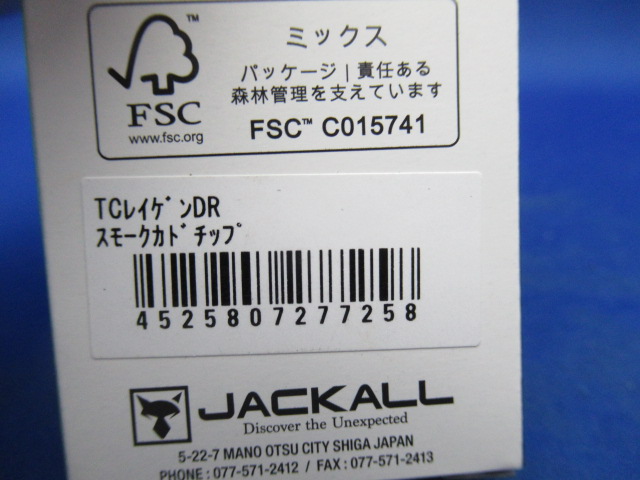 ミックス
パッケージ | 責任ある
森林管理を支えています
FSC™ C015741
™
FSC
www.fsc.org
TCﾚｲｹﾞﾝDR
ｽﾓｰｸｶﾄﾞﾁｯﾌﾟ
4525807277258
JACKALL
Discover the Unexpected
5-22-7 MANO OTSU CITY SHIGA JAPAN
PHONE : 077-571-2412 / FAX : 077-571-2413